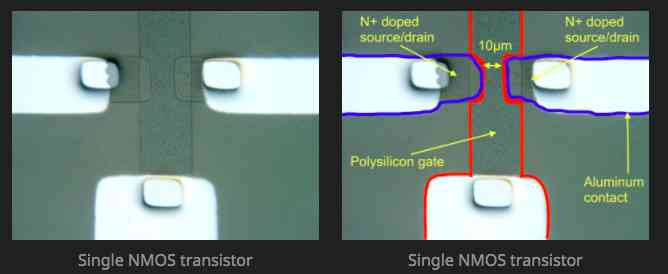 N+ doped
source/drain
N+ doped
source/drain
10µm
Polysilicon gate
Aluminum
contact
Single NMOS transistor
Single NMOS transistor